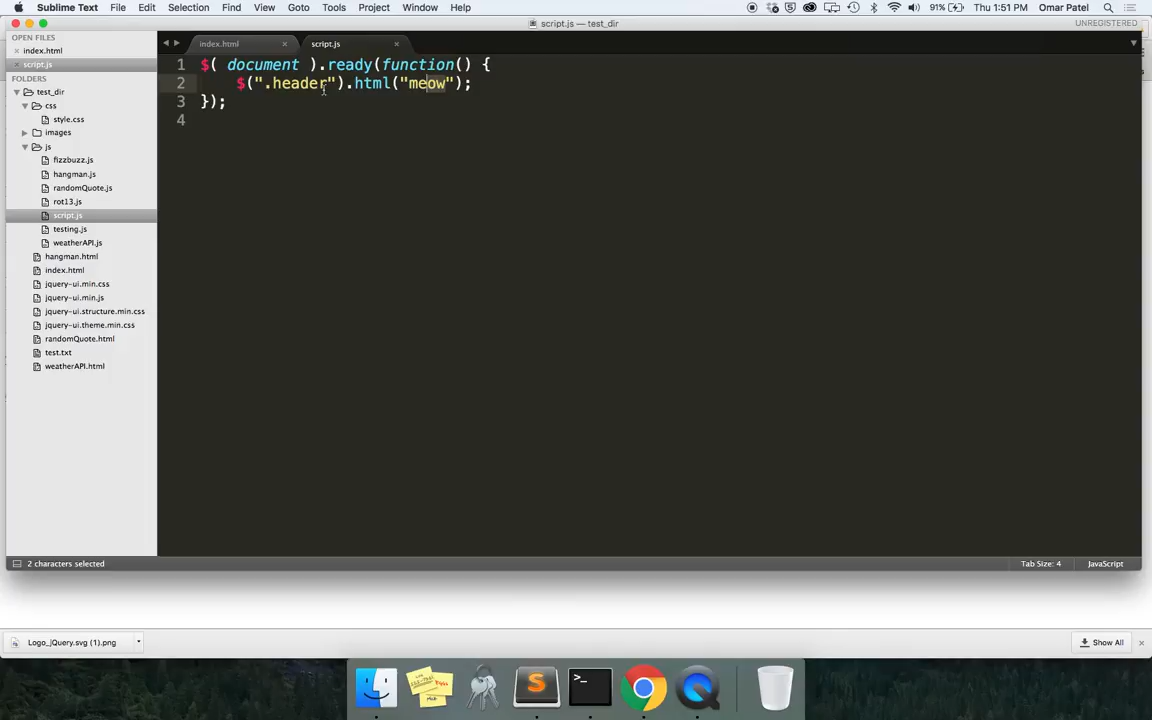 Sublime Text File Edit Selection Find View Goto Tools Project Window Help 91% Thu 1:51 PM Omar Patel
script.js — test_dir UNREGISTERED
OPEN FILES
index.html
script.js
FOLDERS
test_dir
css
style.css
images
js
fizzbuzz.js
hangman.js
randomQuote.js
rot13.js
script.js
testing.js
weatherAPI.js
hangman.html
index.html
jquery-ui.min.css
jquery-ui.min.js
jquery-ui.structure.min.css
jquery-ui.theme.min.css
randomQuote.html
test.txt
weatherAPI.html
index.html script.js
1 $( document ).ready(function() {
2 $(".header").html("meow");
3 });
4
2 characters selected Tab Size: 4 JavaScript
Logo_jQuery.svg (1).png Show All